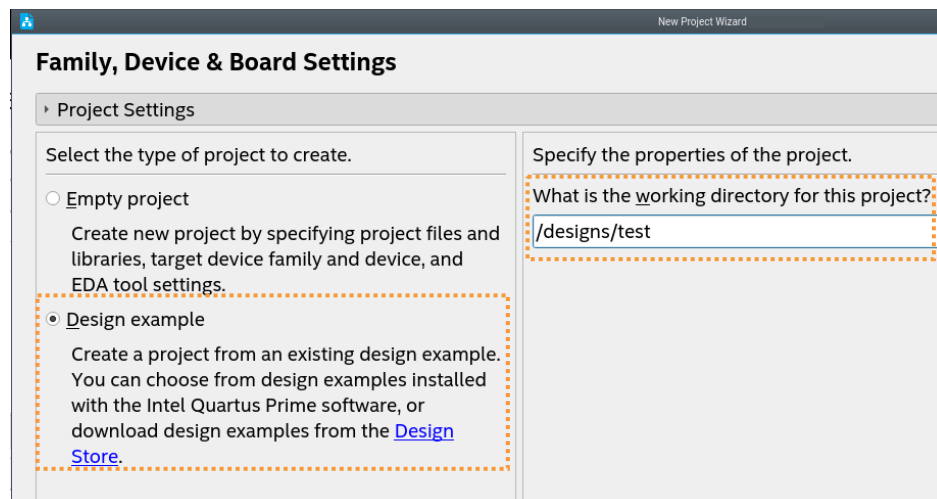 New Project Wizard
Family, Device & Board Settings
Project Settings
Select the type of project to create.
Empty project
Create new project by specifying project files and
libraries, target device family and device, and
EDA tool settings.
Design example
Create a project from an existing design example.
You can choose from design examples installed
with the Intel Quartus Prime software, or
download design examples from the Design
Store.
Specify the properties of the project.
What is the working directory for this project?
/designs/test